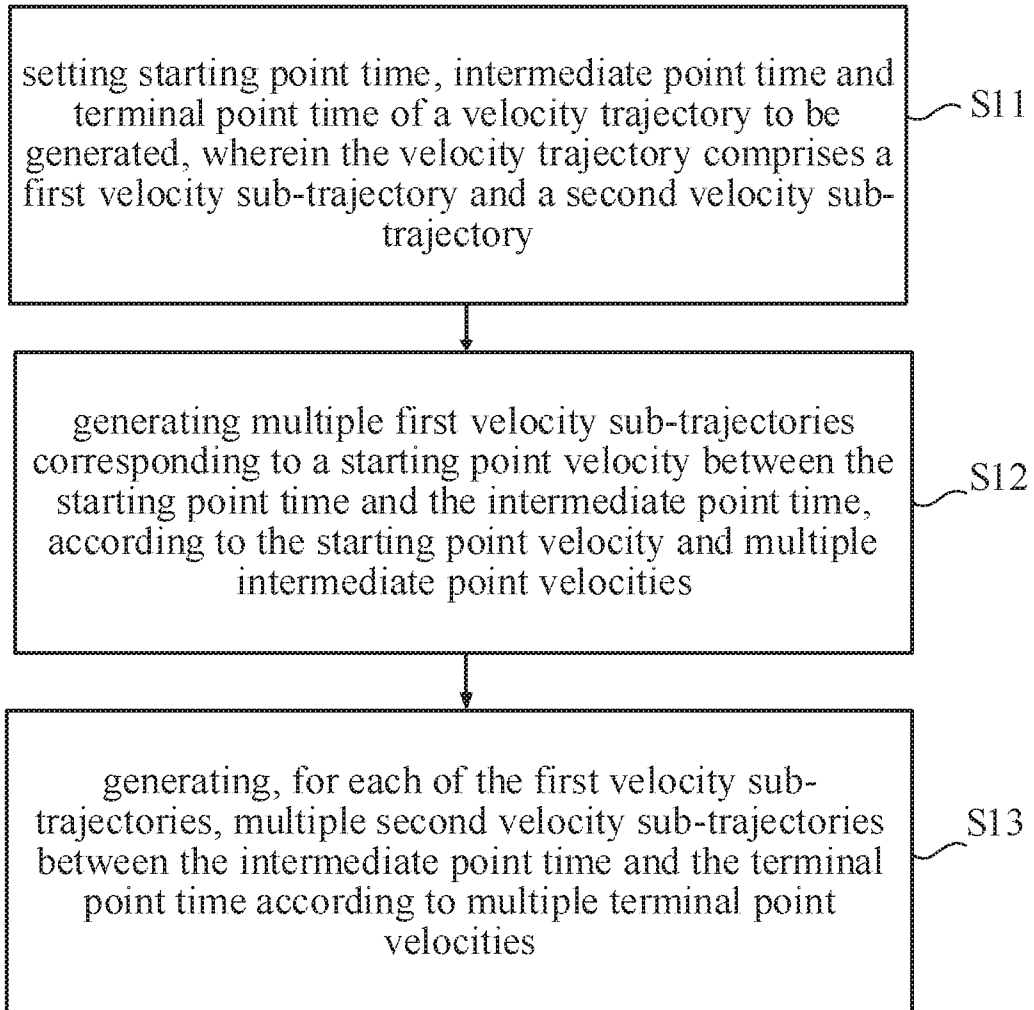 setting starting point time, intermediate point time and
terminal point time of a velocity trajectory to be
generated, wherein the velocity trajectory comprises a
first velocity sub-trajectory and a second velocity sub-
trajectory
S11
generating multiple first velocity sub-trajectories
corresponding to a starting point velocity between the
starting point time and the intermediate point time,
according to the starting point velocity and multiple
intermediate point velocities
S12
generating, for each of the first velocity sub-
trajectories, multiple second velocity sub-trajectories
between the intermediate point time and the terminal
point time according to multiple terminal point
velocities
S13